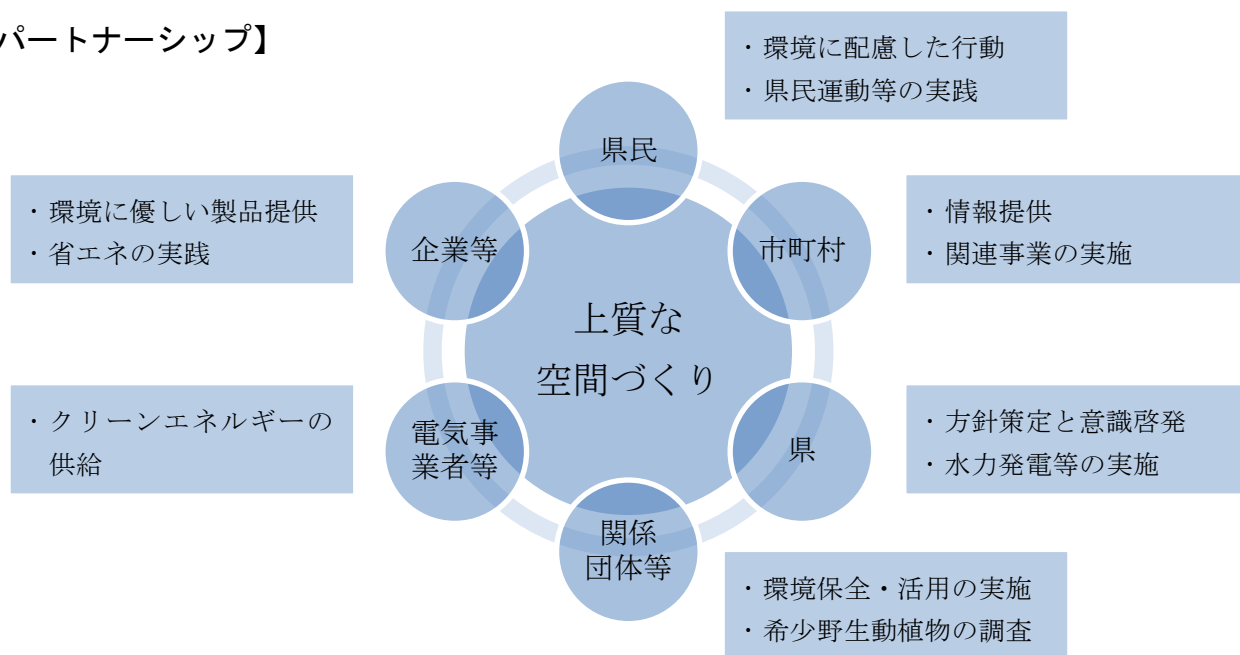 パートナーシップ】
・環境に配慮した行動
・県民運動等の実践
県民
・環境に優しい製品提供
・省エネの実践
企業等
市町村
・情報提供
・関連事業の実施
上質な
空間づくり
・クリーンエネルギーの
供給
電気事
業者等
県
・方針策定と意識啓発
・水力発電等の実施
関係
団体等
・環境保全・活用の実施
・希少野生動植物の調査